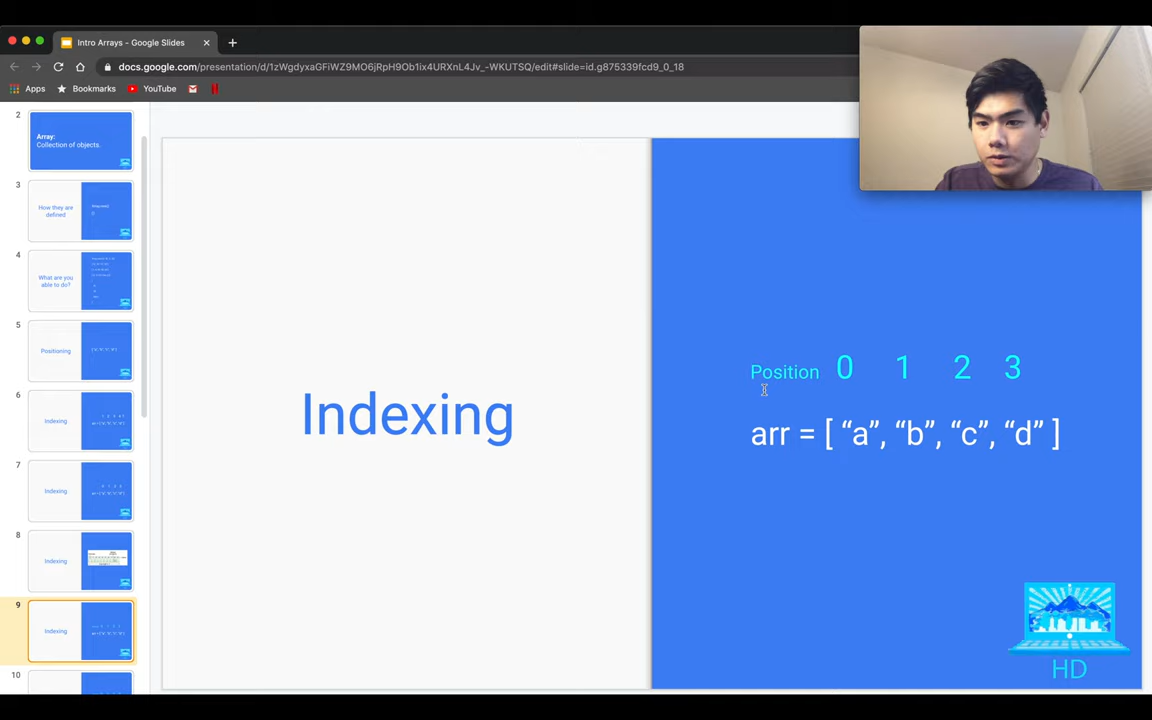 Intro Arrays - Google Slides
docs.google.com/presentation/d/1zWgdyxaGFiWZ9MO6jRpH9Ob1ix4URXnL4Jv_-WKUTSQ/edit#slide=id.g875339fcd9_0_18
Apps Bookmarks YouTube
2
Array:
Collection of objects.
3
How they are
defined
4
What are you
able to do?
5
Positioning
6
Indexing
7
Indexing
8
Indexing
9
Indexing
10
Indexing
Position 0 1 2 3
arr = [ “a”, “b”, “c”, “d” ]
HD